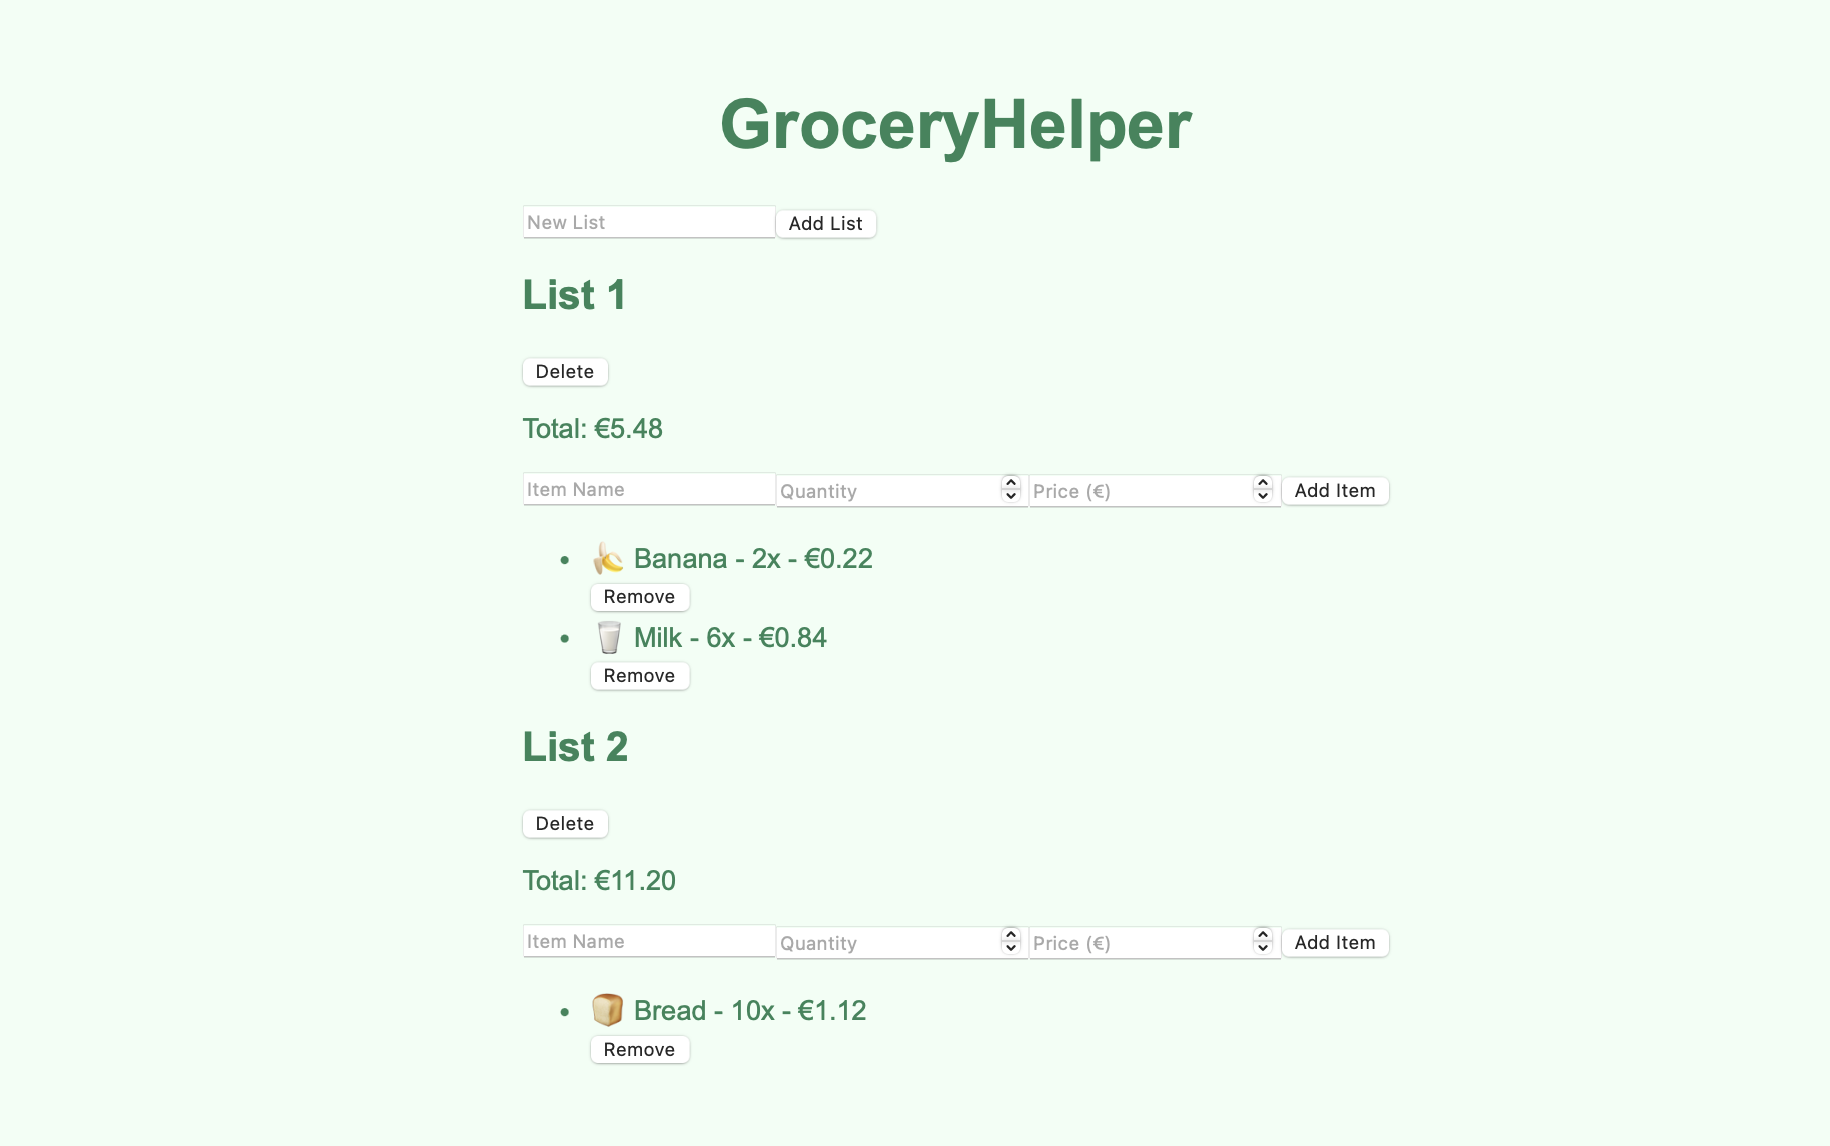 GroceryHelper
New List Add List
List 1
Delete
Total: €5.48
Item Name Quantity Price (€) Add Item
• 🍌 Banana - 2x - €0.22
Remove
• 🥛 Milk - 6x - €0.84
Remove
List 2
Delete
Total: €11.20
Item Name Quantity Price (€) Add Item
• 🍞 Bread - 10x - €1.12
Remove